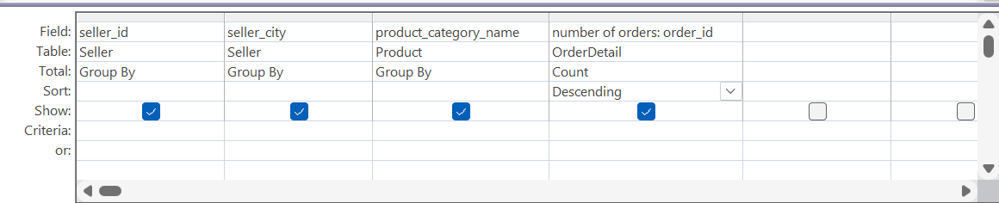 Field: seller_id seller_city product_category_name number of orders: order_id
Table: Seller Seller Product OrderDetail
Total: Group By Group By Group By Count
Sort: Descending
Show:
Criteria:
or: